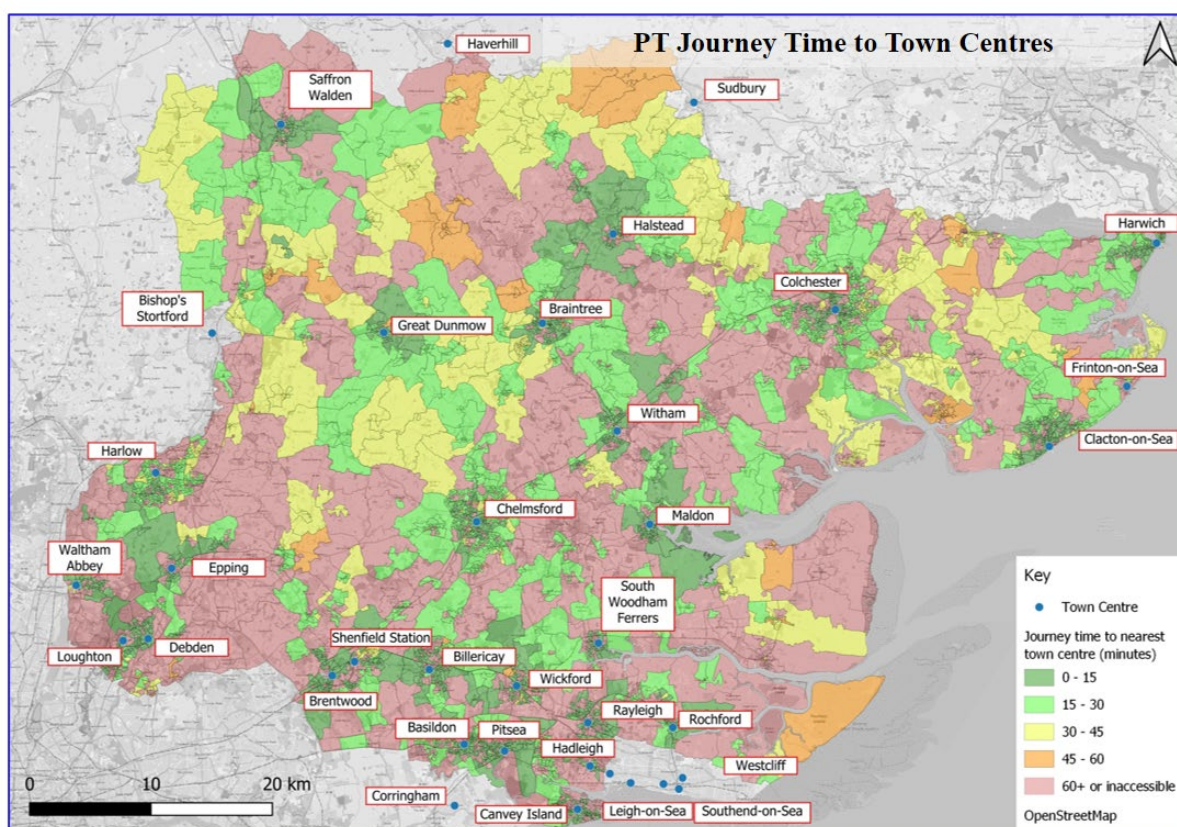 PT Journey Time to Town Centres
Haverhill
Saffron
Walden
Sudbury
Halstead
Harwich
Colchester
Bishop's
Stortford
Great Dunmow
Braintree
Frinton-on-Sea
Witham
Clacton-on-Sea
Harlow
Chelmsford
Maldon
Waltham
Abbey
Epping
South
Woodham
Ferrers
Shenfield Station
Loughton
Debden
Billericay
Wickford
Brentwood
Rayleigh
Rochford
Basildon
Pitsea
Hadleigh
Westcliff
Corringham
Canvey Island
Leigh-on-Sea
Southend-on-Sea
0 10 20 km
Key
Town Centre
Journey time to nearest
town centre (minutes)
0 - 15
15 - 30
30 - 45
45 - 60
60+ or inaccessible
OpenStreetMap